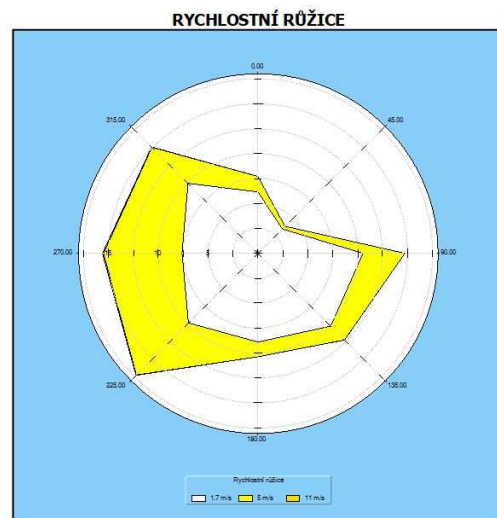 RYCHLOSTNÍ RŮŽICE
0.00
315.00
45.00
270.00
15
10
5
90.00
225.00
135.00
180.00
Rychlostní růžice
1.7 m/s
5 m/s
11 m/s